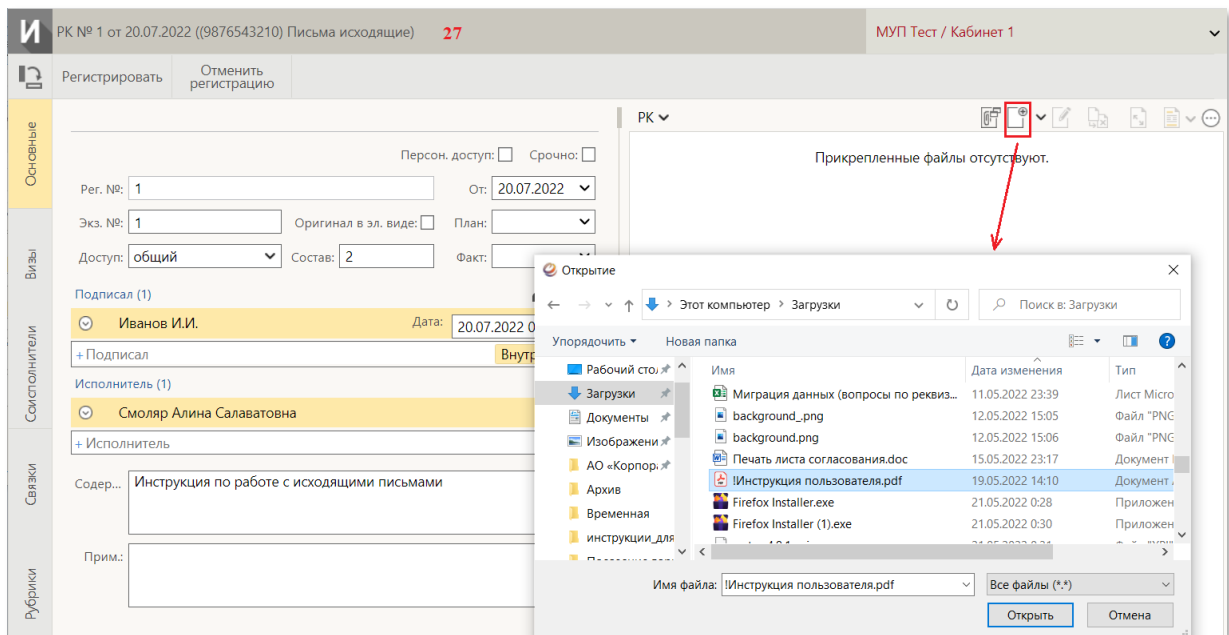 И РК № 1 от 20.07.2022 ((9876543210) Письма исходящие) 27 МУП Тест / Кабинет 1
Регистрировать Отменить регистрацию
Основные
Визы
Соисполнители
Связки
Рубрики
РК
Персон. доступ: Срочно:
Прикрепленные файлы отсутствуют.
Рег. №: 1 От: 20.07.2022
Экз. №: 1 Оригинал в эл. виде: План:
Доступ: общий Состав: 2 Факт:
Подписал (1)
Иванов И.И. Дата: 20.07.2022 0
+ Подписал Внутр
Исполнитель (1)
Смоляр Алина Салаватовна
+ Исполнитель
Содер... Инструкция по работе с исходящими письмами
Прим.:
Открытие
Этот компьютер > Загрузки Поиск в: Загрузки
Упорядочить Новая папка
Рабочий сто
Загрузки
Документы
Изображени
АО «Корпор
Архив
Временная
инструкции_для
Имя Дата изменения Тип
Миграция данных (вопросы по реквиз... 11.05.2022 23:39 Лист Micro
background_.png 12.05.2022 15:05 Файл "PNG
background.png 12.05.2022 15:06 Файл "PNG
Печать листа согласования.doc 15.05.2022 23:17 Документ
!Инструкция пользователя.pdf 19.05.2022 14:10 Документ
Firefox Installer.exe 21.05.2022 0:28 Приложен
Firefox Installer (1).exe 21.05.2022 0:30 Приложен
Имя файла: !Инструкция пользователя.pdf Все файлы (*.*)
Открыть Отмена